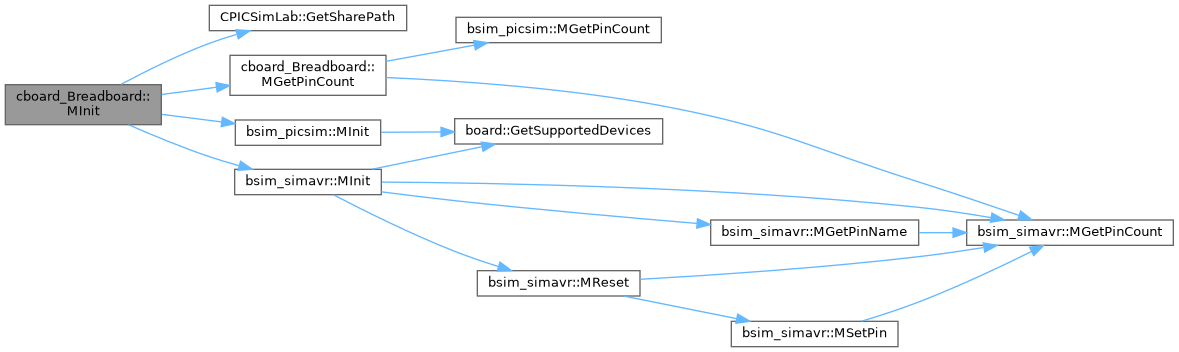 cboard_Breadboard::
MInit
CPICSimLab::GetSharePath
cboard_Breadboard::
MGetPinCount
bsim_picsim::MGetPinCount
bsim_picsim::MInit
board::GetSupportedDevices
bsim_simavr::MInit
bsim_simavr::MGetPinName
bsim_simavr::MGetPinCount
bsim_simavr::MReset
bsim_simavr::MSetPin